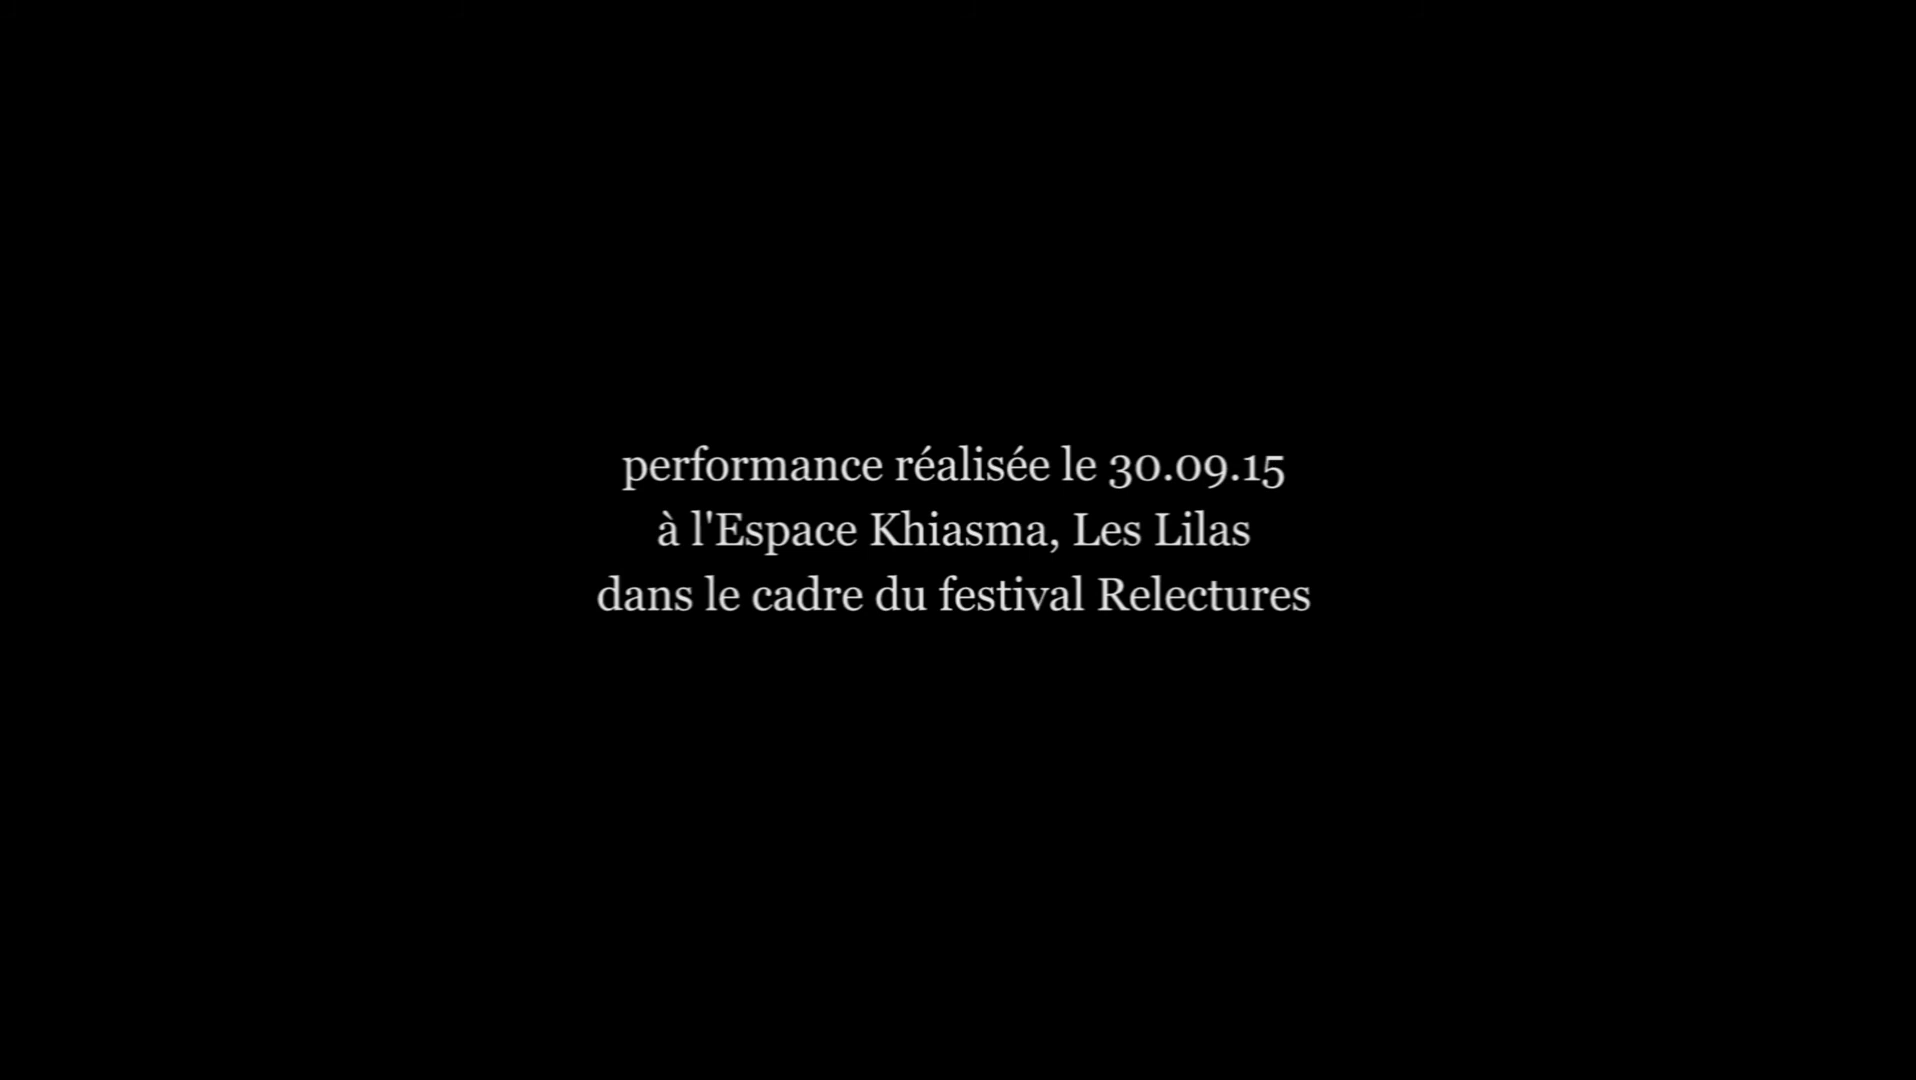 performance réalisée le 30.09.15
à l'Espace Khiasma, Les Lilas
dans le cadre du festival Relectures